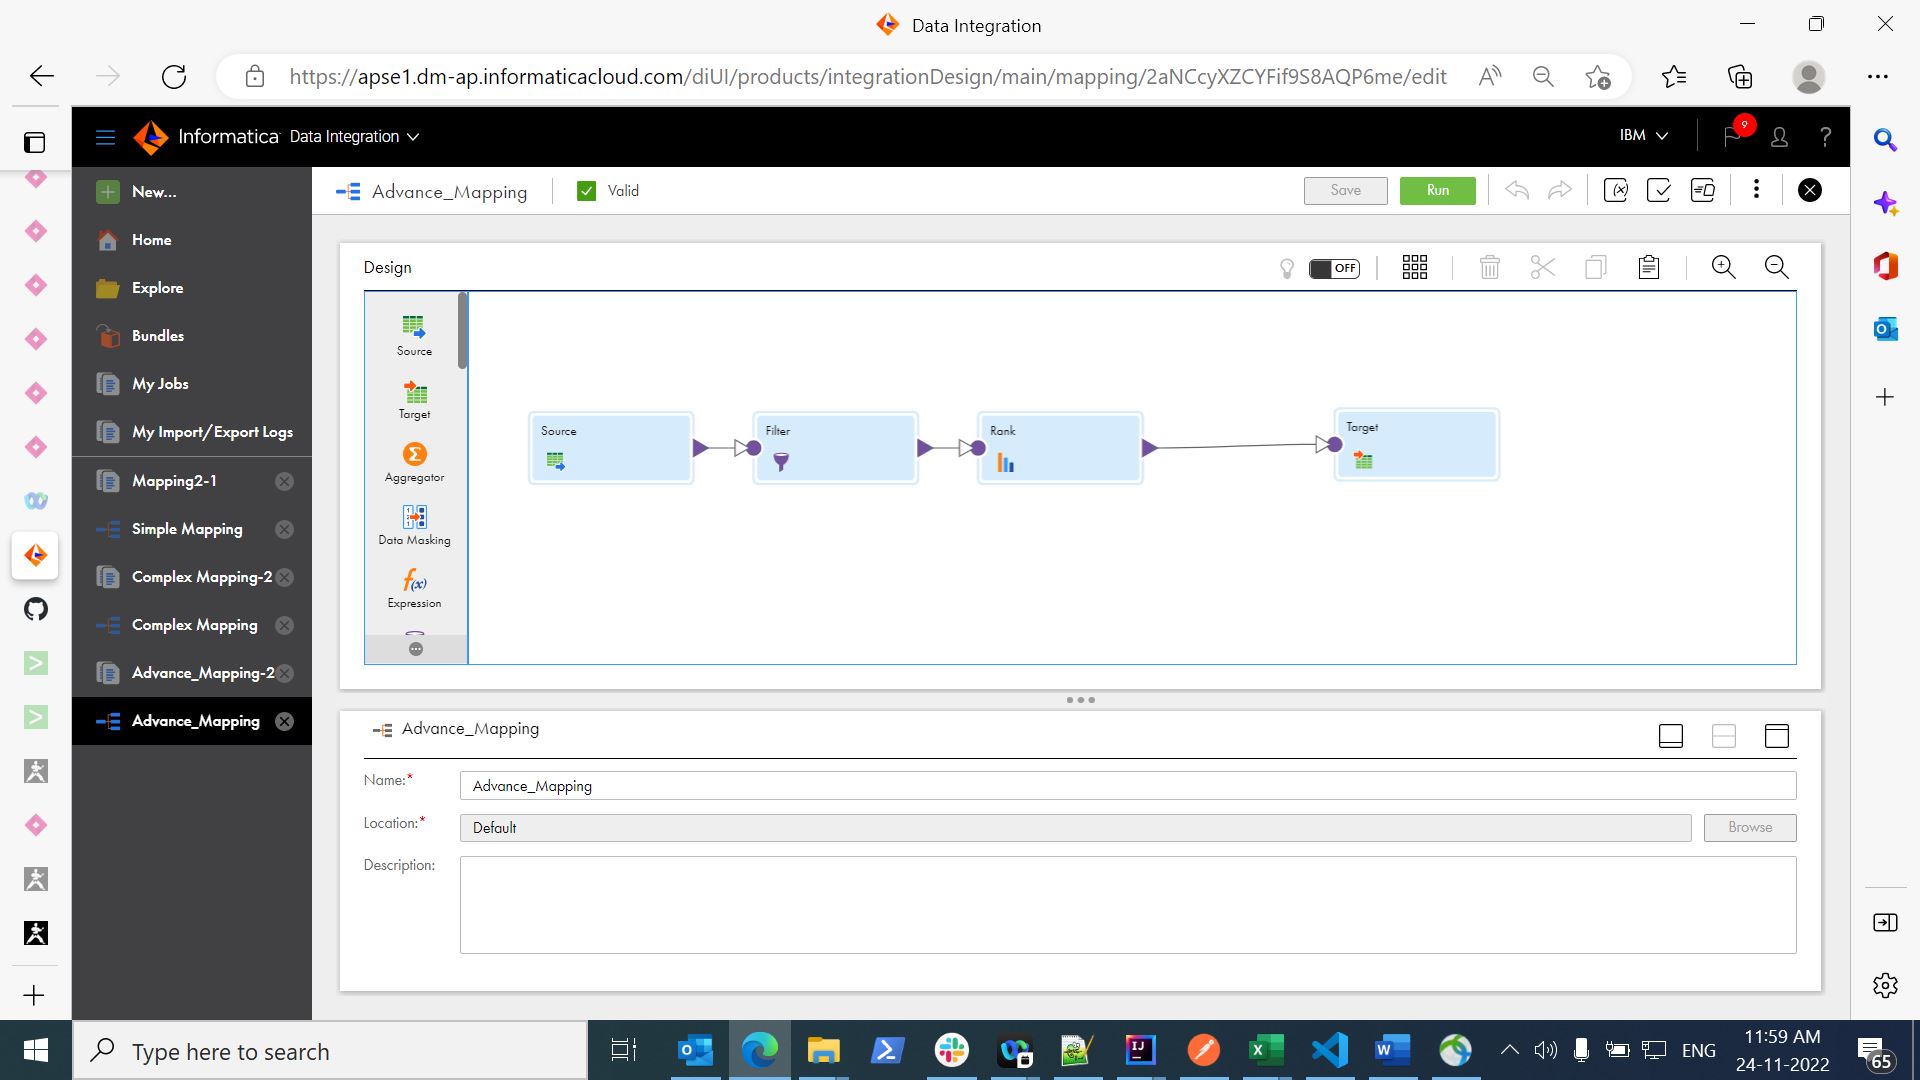 Data Integration
https://apse1.dm-ap.informaticacloud.com/diUI/products/integrationDesign/main/mapping/2aNCcyXZCYFif9S8AQP6me/edit
Informatica Data Integration
IBM
9
?
New...
Home
Explore
Bundles
My Jobs
My Import/Export Logs
Mapping2-1
Simple Mapping
Complex Mapping-2
Complex Mapping
Advance_Mapping-2
Advance_Mapping
Advance_Mapping
Valid
Save
Run
Design
OFF
Source
Target
Aggregator
Data Masking
Expression
Source
Filter
Rank
Target
Advance_Mapping
Name:*
Advance_Mapping
Location:*
Default
Browse
Description:
Type here to search
ENG
11:59 AM
24-11-2022
65